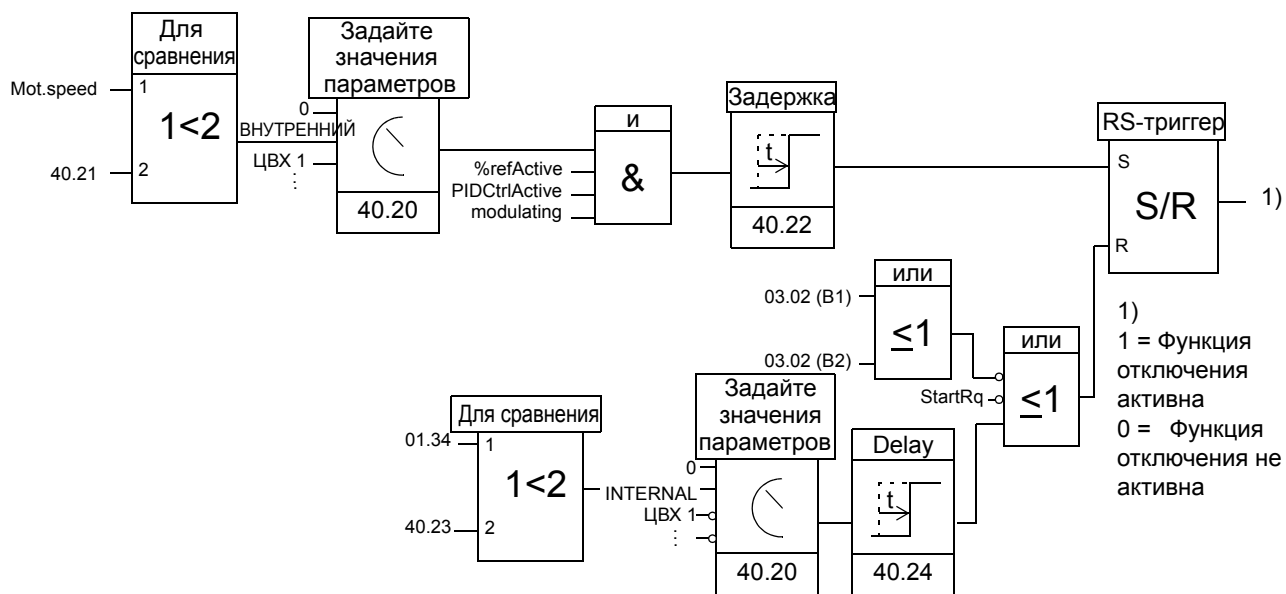 Для
сравнения
Mot.speed
1
1<2
40.21
2
Задайте
значения
параметров
0
ВНУТРЕННИЙ
ЦВХ 1
⋮
40.20
и
%refActive
PIDCtrlActive
modulating
&
Задержка
t
40.22
RS-триггер
S
S/R
R
1)
03.02 (B1)
03.02 (B2)
или
<1
StartRq
или
<1
1)
1 = Функция
отключения
активна
0 = Функция
отключения не
активна
Для сравнения
01.34
1
1<2
40.23
2
Задайте
значения
параметров
0
INTERNAL
ЦВХ 1
⋮
40.20
Delay
t
40.24